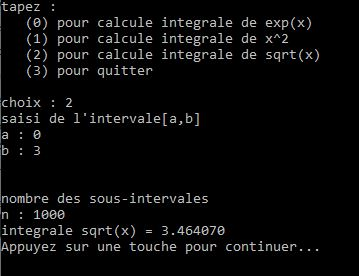 tapez :
(0) pour calcule integrale de exp(x)
(1) pour calcule integrale de x^2
(2) pour calcule integrale de sqrt(x)
(3) pour quitter
choix : 2
saisi de l'intervale[a,b]
a : 0
b : 3
nombre des sous-intervales
n : 1000
integrale sqrt(x) = 3.464070
Appuyez sur une touche pour continuer...